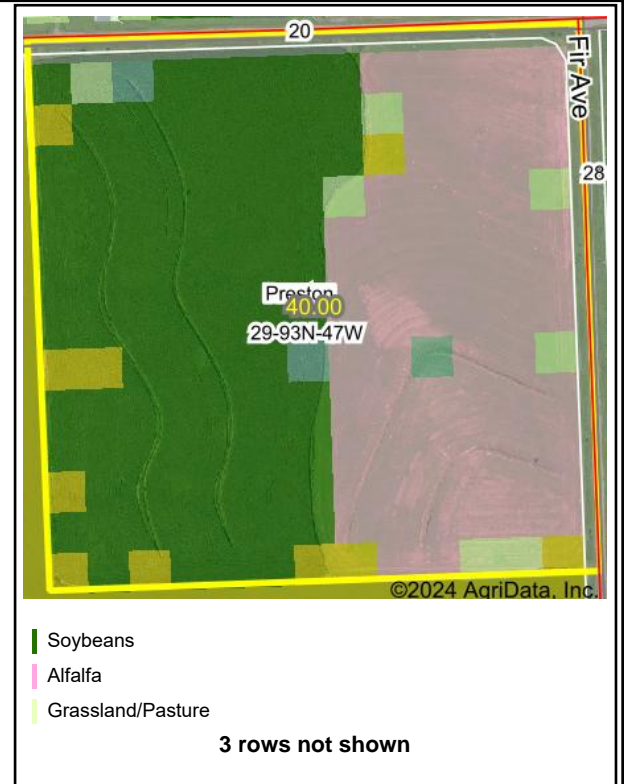 20
Fir Ave
28
Preston
40.00
29-93N-47W
©2024 AgriData, Inc.
Soybeans
Alfalfa
Grassland/Pasture
3 rows not shown